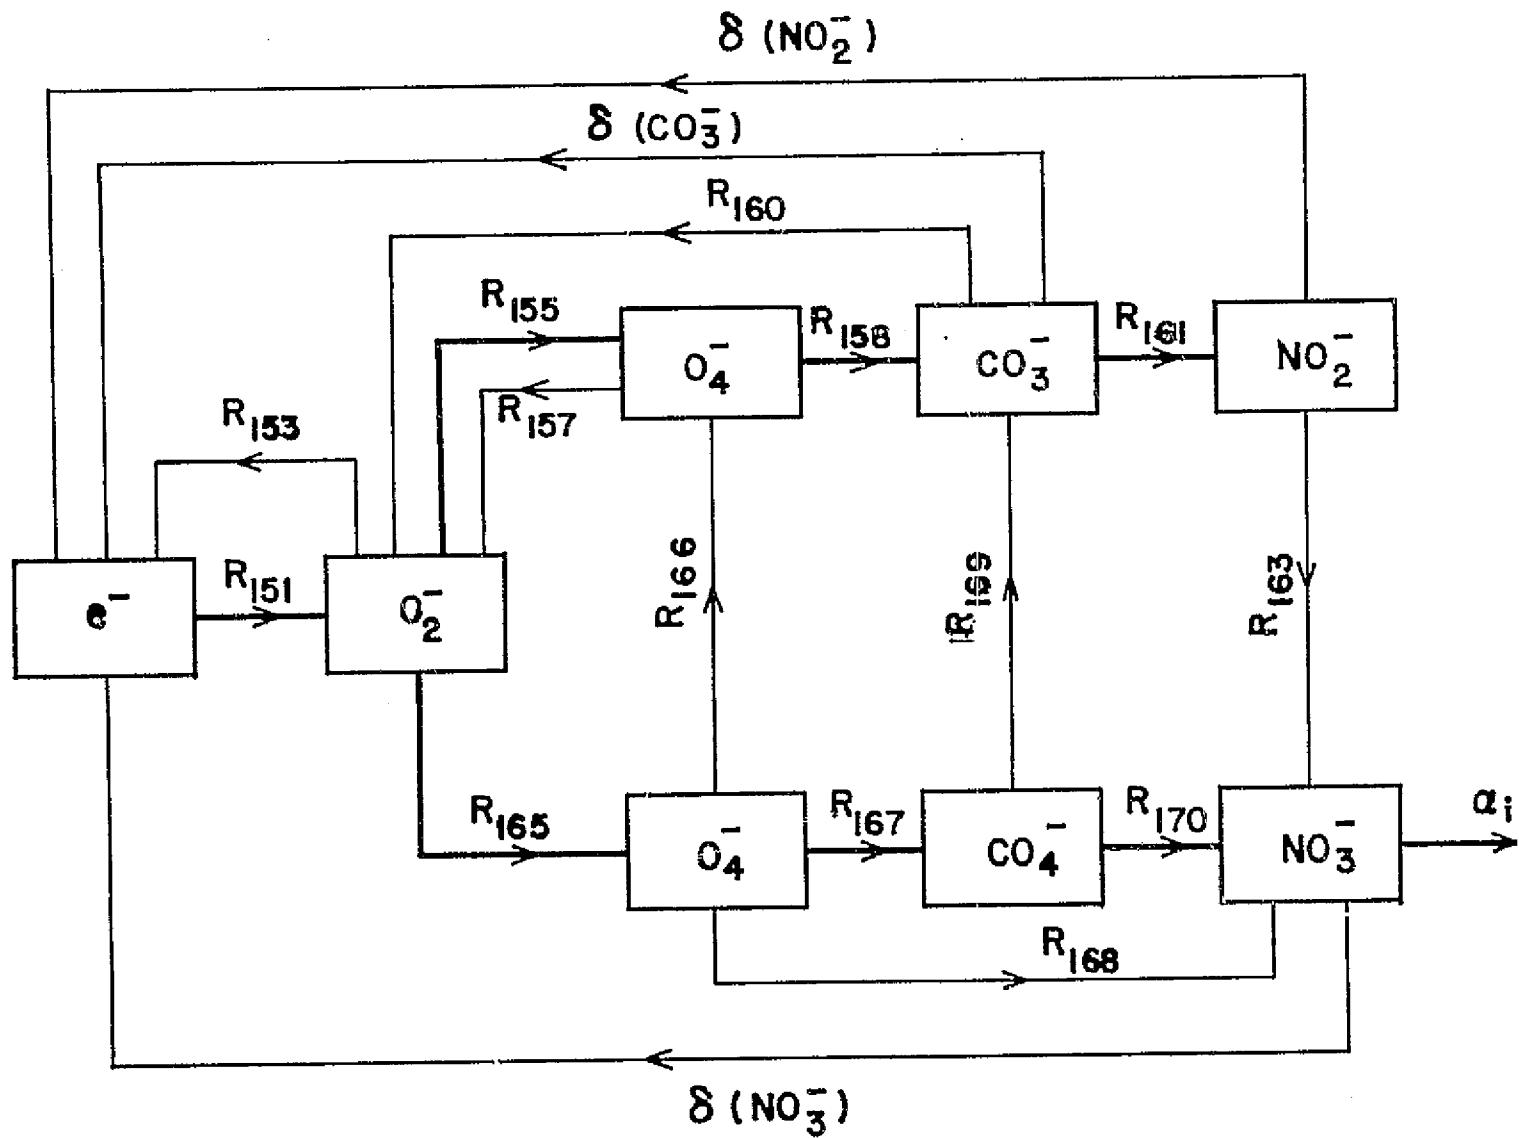 δ (NO₂⁻)
δ (CO₃⁻)
R₁₆₀
R₁₅₅
R₁₅₇
R₁₅₃
O₄⁻
R₁₅₈
CO₃⁻
R₁₆₁
NO₂⁻
e⁻
R₁₅₁
O₂⁻
R₁₆₆
R₁₆₉
R₁₆₃
R₁₆₅
O₄⁻
R₁₆₇
CO₄⁻
R₁₇₀
NO₃⁻
α i
R₁₆₈
δ (NO₃⁻)